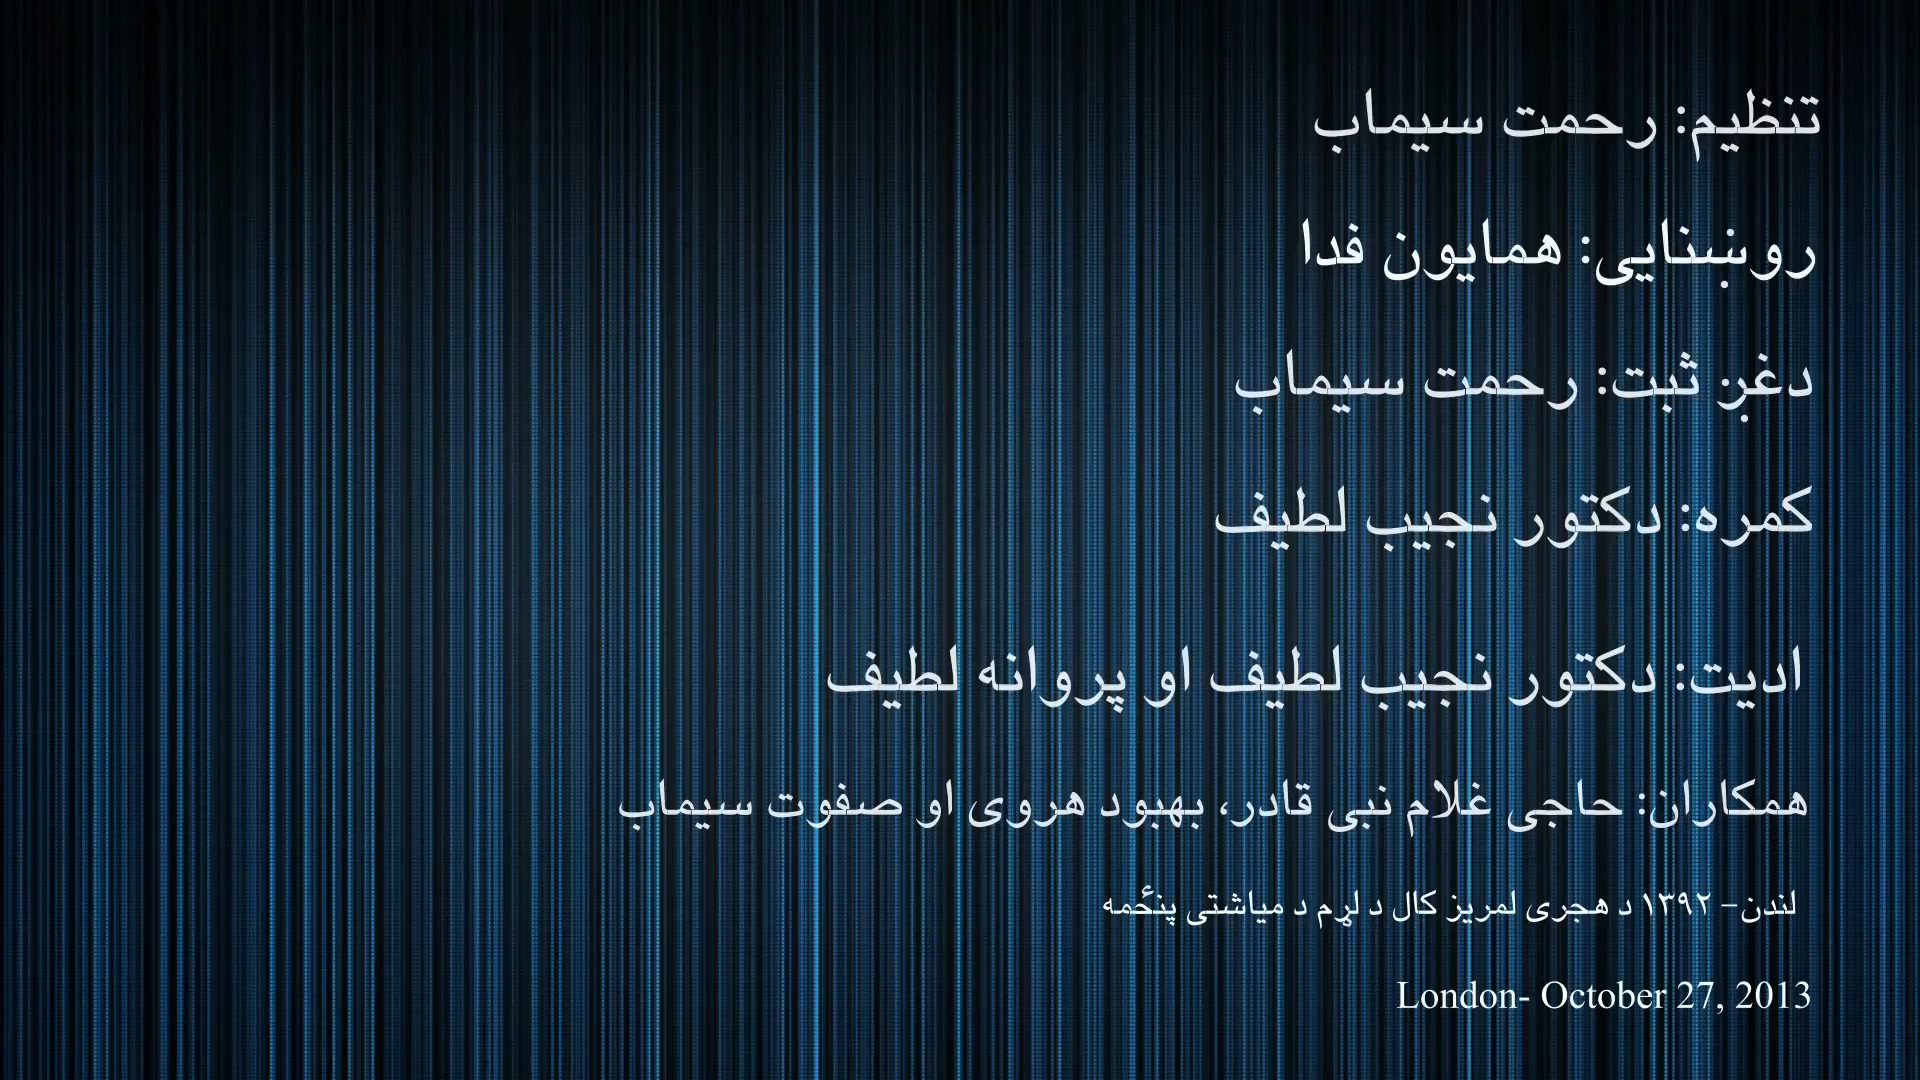 تنظیم: رحمت سیماب
روښنایی: همایون فدا
دغږ ثبت: رحمت سیماب
کمره: دکتور نجیب لطیف
ادیت: دکتور نجیب لطیف او پروانه لطیف
همکاران: حاجی غلام نبی قادر، بهبود هروی او صفوت سیماب
لندن- ۱۳۹۲ د هجری لمریز کال د لړم د میاشتی پنځمه
London- October 27, 2013